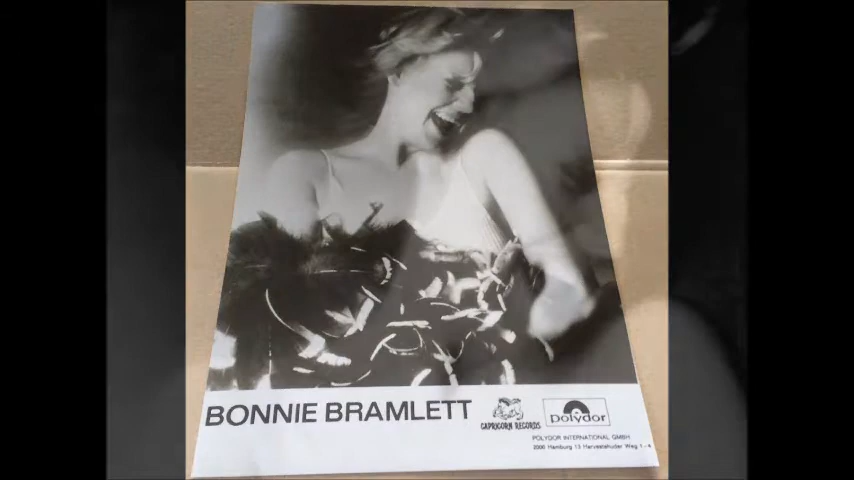 BONNIE BRAMLETT
CAPRICORN RECORDS
polydor
POLYDOR INTERNATIONAL GMBH
2000 Hamburg 13 Harvestehuder Weg 1-4